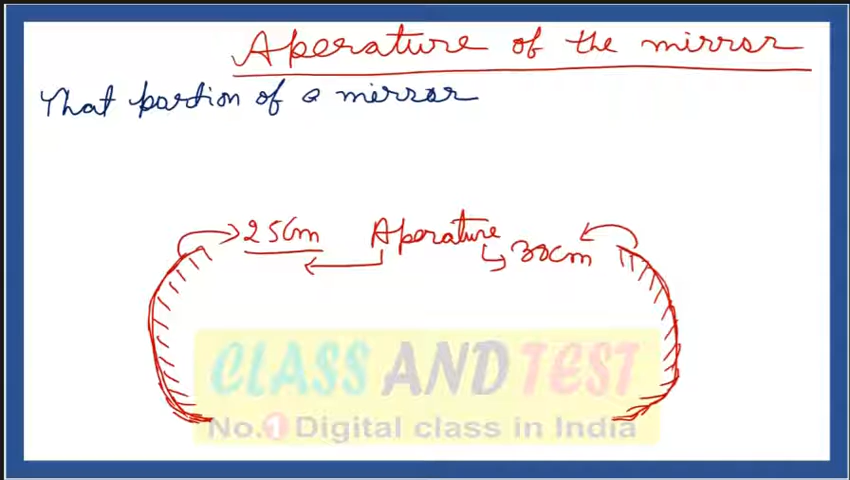 Aperature of the mirror
That portion of a mirror
25cm Aperature
30cm
CLASS AND TEST
No.1 Digital class in India